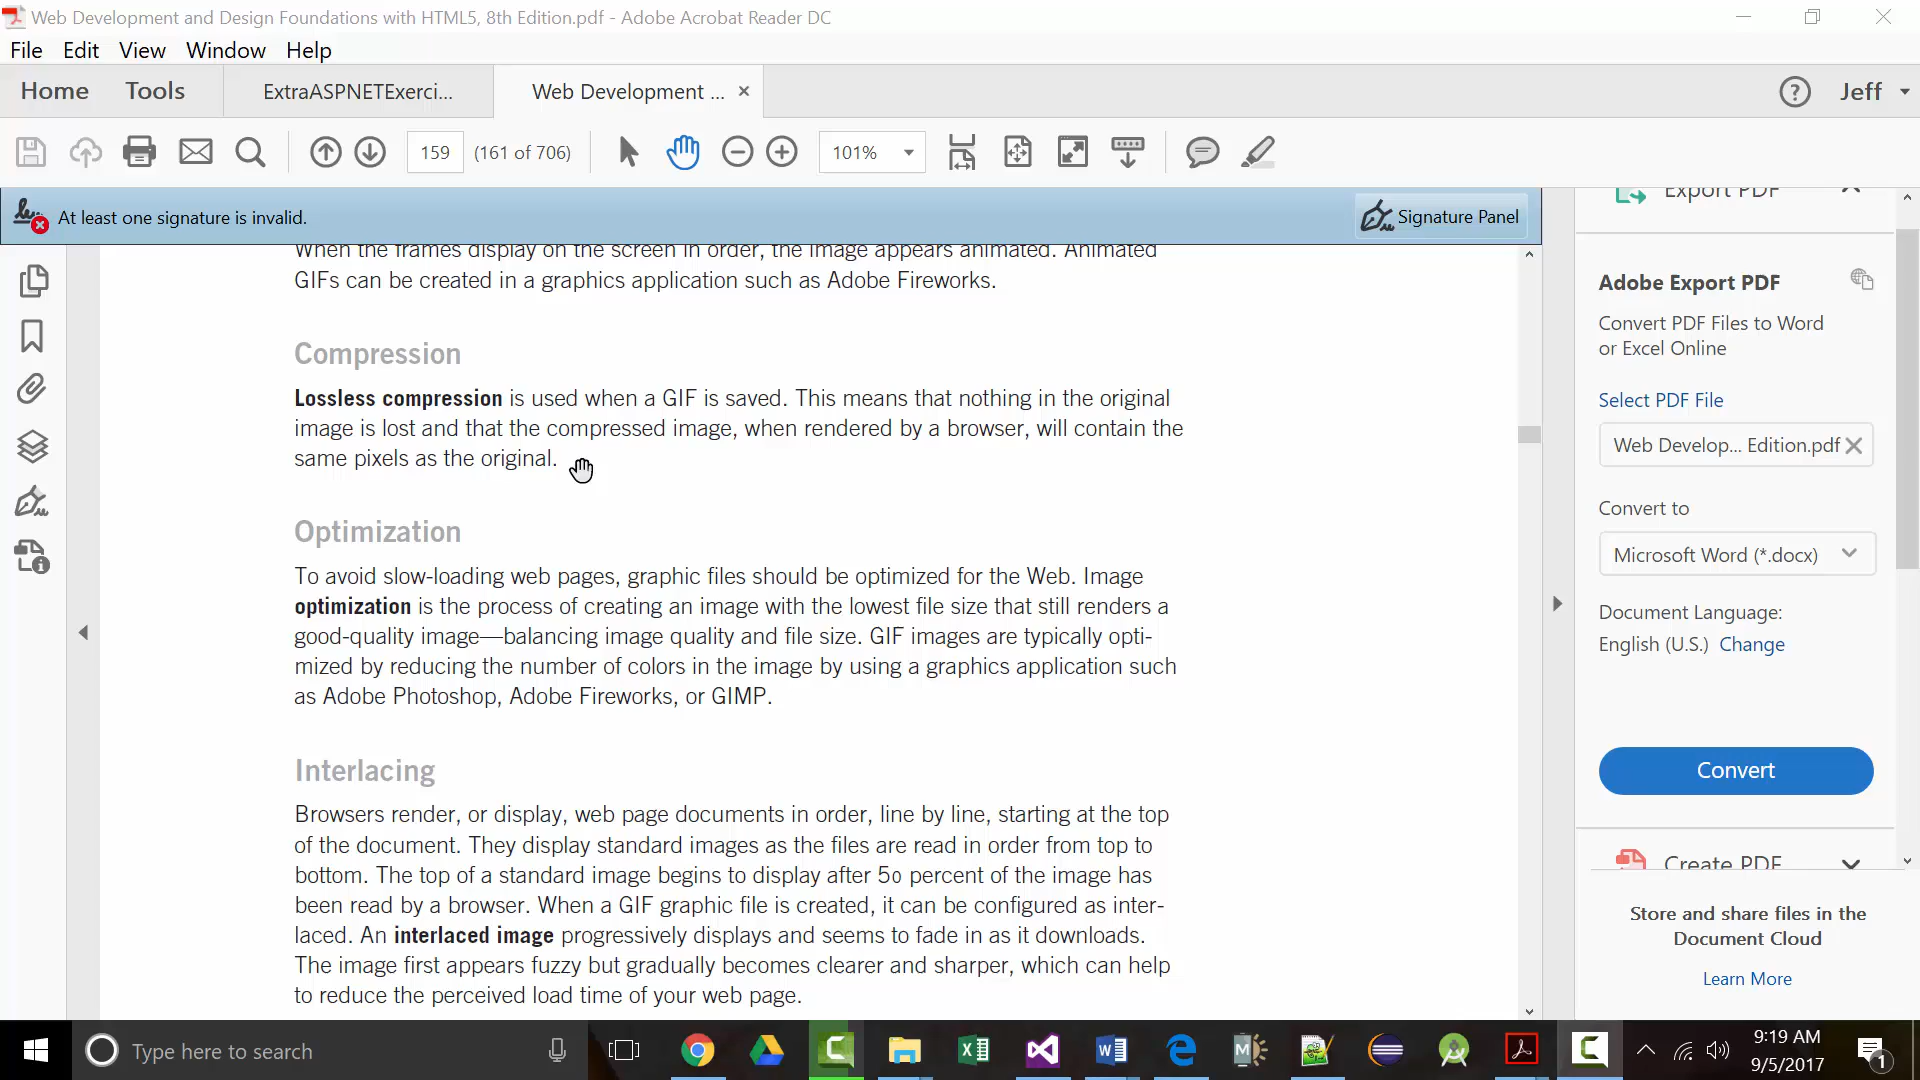 Web Development and Design Foundations with HTML5, 8th Edition.pdf - Adobe Acrobat Reader DC
File Edit View Window Help
Home Tools ExtraASPNETExerci... Web Development ... Jeff
159 (161 of 706) 101%
At least one signature is invalid. Signature Panel
When the frames display on the screen in order, the image appears animated. Animated
GIFs can be created in a graphics application such as Adobe Fireworks.
Compression
Lossless compression is used when a GIF is saved. This means that nothing in the original
image is lost and that the compressed image, when rendered by a browser, will contain the
same pixels as the original.
Optimization
To avoid slow-loading web pages, graphic files should be optimized for the Web. Image
optimization is the process of creating an image with the lowest file size that still renders a
good-quality image—balancing image quality and file size. GIF images are typically opti-
mized by reducing the number of colors in the image by using a graphics application such
as Adobe Photoshop, Adobe Fireworks, or GIMP.
Interlacing
Browsers render, or display, web page documents in order, line by line, starting at the top
of the document. They display standard images as the files are read in order from top to
bottom. The top of a standard image begins to display after 50 percent of the image has
been read by a browser. When a GIF graphic file is created, it can be configured as inter-
laced. An interlaced image progressively displays and seems to fade in as it downloads.
The image first appears fuzzy but gradually becomes clearer and sharper, which can help
to reduce the perceived load time of your web page.
Export PDF
Adobe Export PDF
Convert PDF Files to Word
or Excel Online
Select PDF File
Web Develop... Edition.pdf
Convert to
Microsoft Word (*.docx)
Document Language:
English (U.S.) Change
Convert
Create PDF
Store and share files in the
Document Cloud
Learn More
Type here to search
9:19 AM
9/5/2017
1